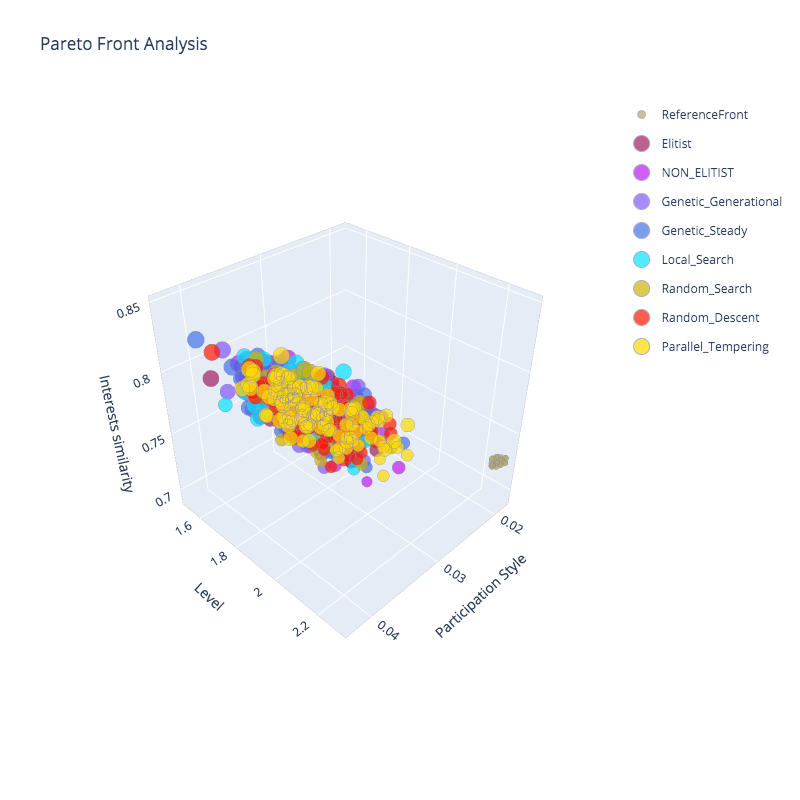 Pareto Front Analysis
ReferenceFront
Elitist
NON_ELITIST
Genetic_Generational
Genetic_Steady
Local_Search
Random_Search
Random_Descent
Parallel_Tempering
0.85
0.8
0.75
0.7
Interests similarity
1.6
1.8
2
2.2
Level
0.02
0.03
0.04
Participation Style